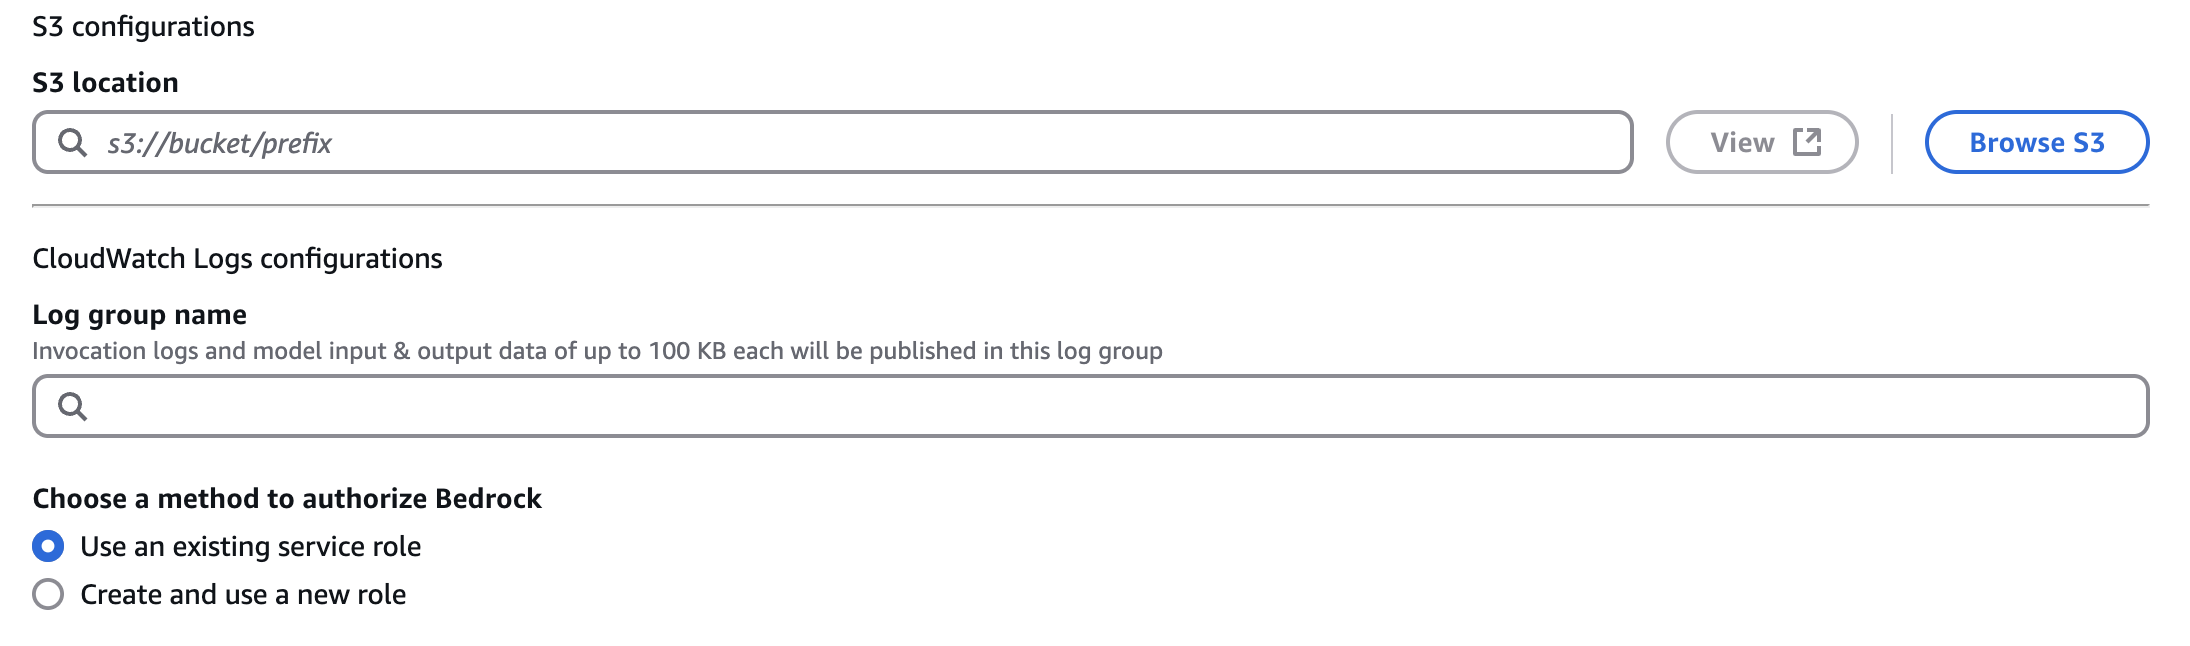 S3 configurations
S3 location
s3://bucket/prefix
View
Browse S3
CloudWatch Logs configurations
Log group name
Invocation logs and model input & output data of up to 100 KB each will be published in this log group
Choose a method to authorize Bedrock
Use an existing service role
Create and use a new role